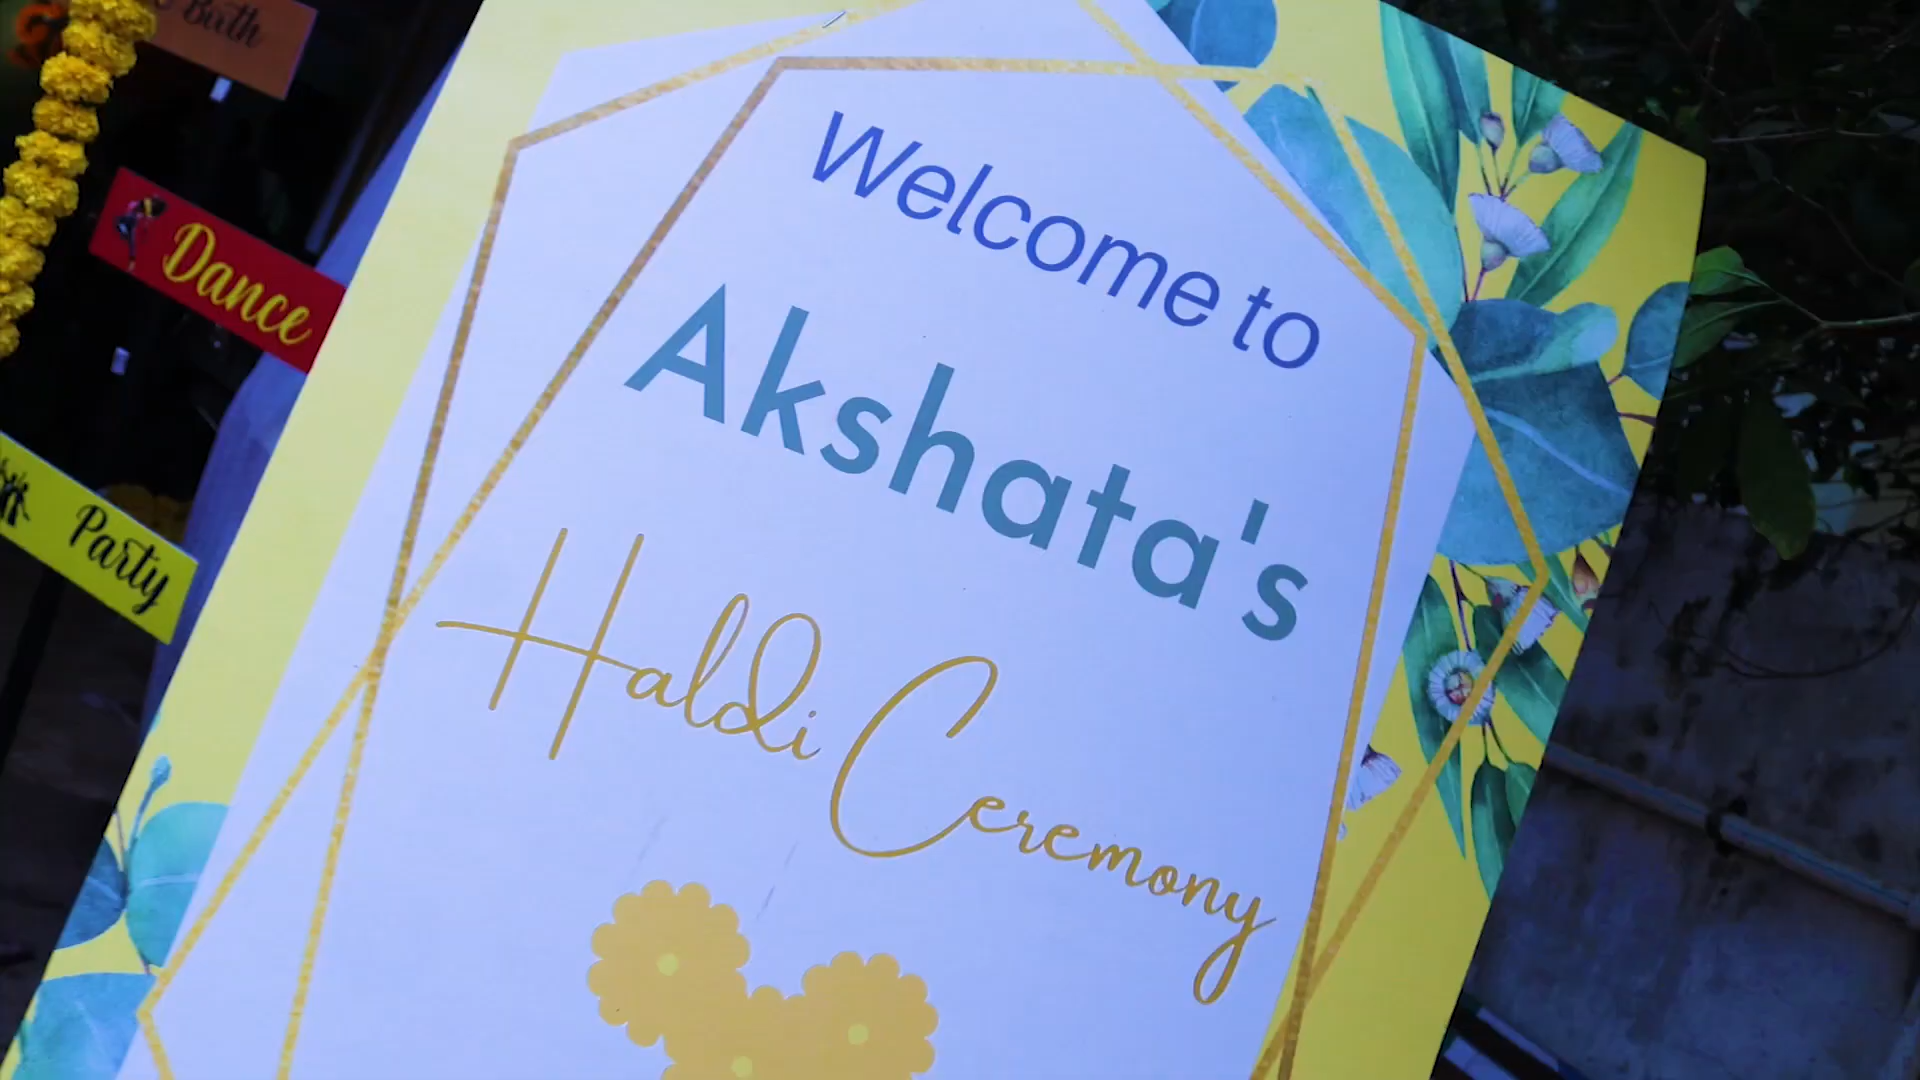 Birth
Dance
Party
Welcome to
Akshata's
Haldi Ceremony